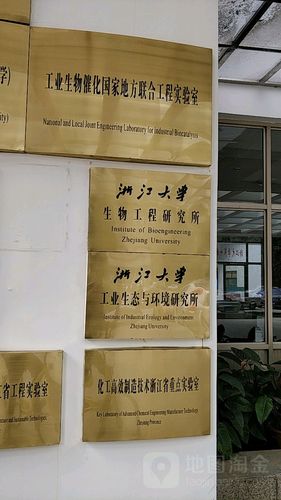 学)
sity)
工业生物催化国家地方联合工程实验室
National and Local Joint Engineering Laboratory for Industrial Biocatalysis
浙江大学
生物工程研究所
Institute of Bioengineering
Zhejiang University
浙江大学
工业生态与环境研究所
Institute of Industrial Ecology and Environment
Zhejiang University
省工程实验室
化工高效制造技术浙江省重点实验室
Key Laboratory of Advanced Chemical Engineering Manufacture Technology
Zhejiang Province
地图淘金